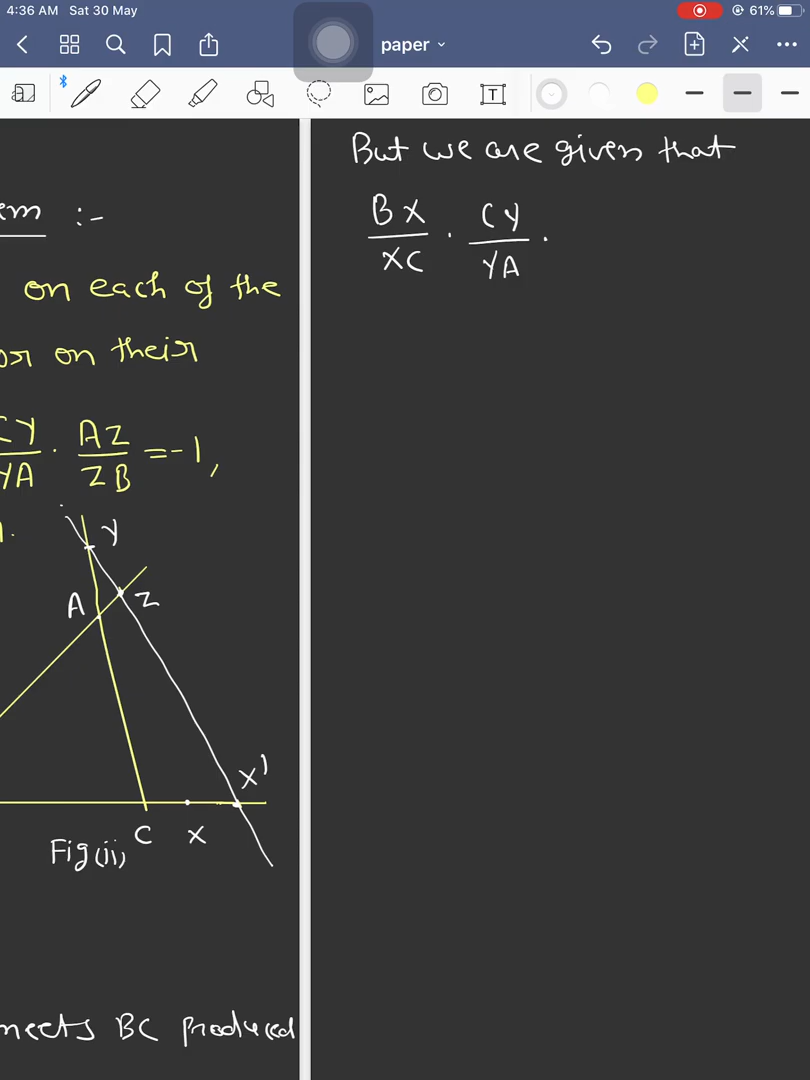 4:36 AM Sat 30 May 61%
paper
em :-
on each of the
or on their
CY/YA · AZ/ZB = -1,
Y
A Z
X'
C X
Fig(ii)
meets BC produced
But we are given that
BX/XC · CY/YA ·